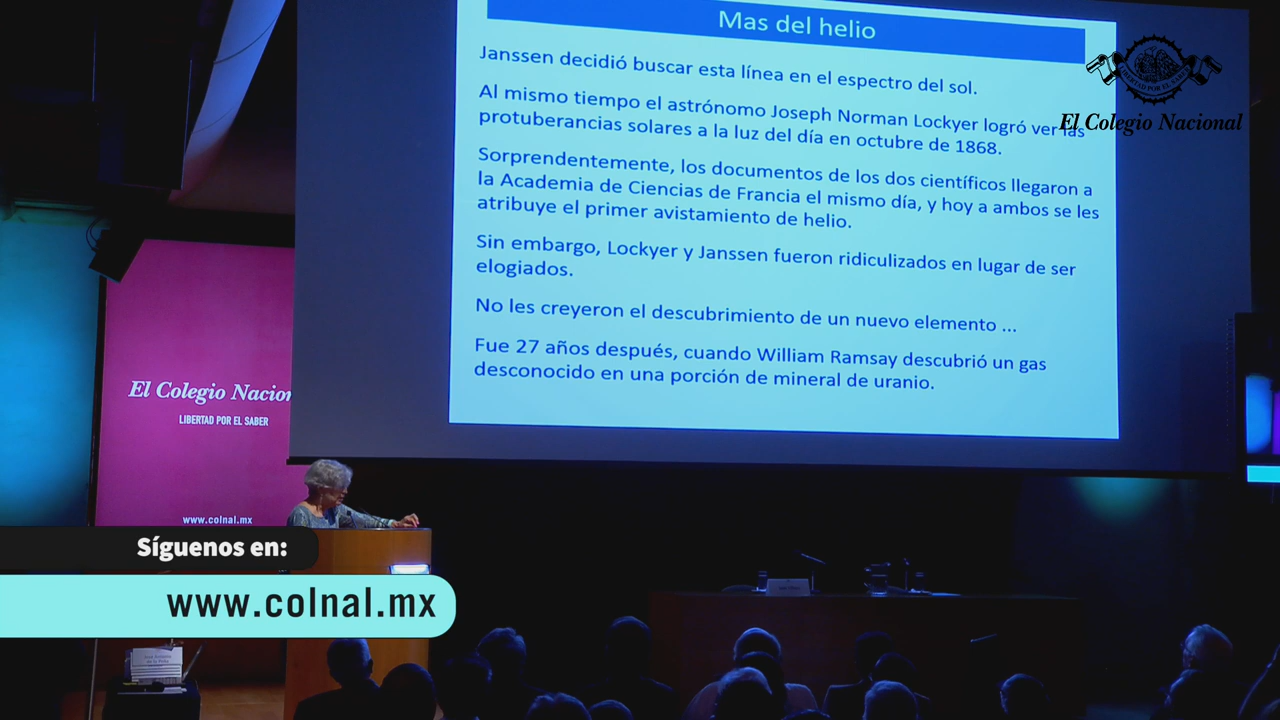 Mas del helio
Janssen decidió buscar esta línea en el espectro del sol.
Al mismo tiempo el astrónomo Joseph Norman Lockyer logró ver las
protuberancias solares a la luz del día en octubre de 1868.
Sorprendentemente, los documentos de los dos científicos llegaron a
la Academia de Ciencias de Francia el mismo día, y hoy a ambos se les
atribuye el primer avistamiento de helio.
Sin embargo, Lockyer y Janssen fueron ridiculizados en lugar de ser
elogiados.
No les creyeron el descubrimiento de un nuevo elemento ...
Fue 27 años después, cuando William Ramsay descubrió un gas
desconocido en una porción de mineral de uranio.
LIBERTAD POR EL SABER
El Colegio Nacional
El Colegio Nacion
LIBERTAD POR EL SABER
www.colnal.mx
Síguenos en:
www.colnal.mx